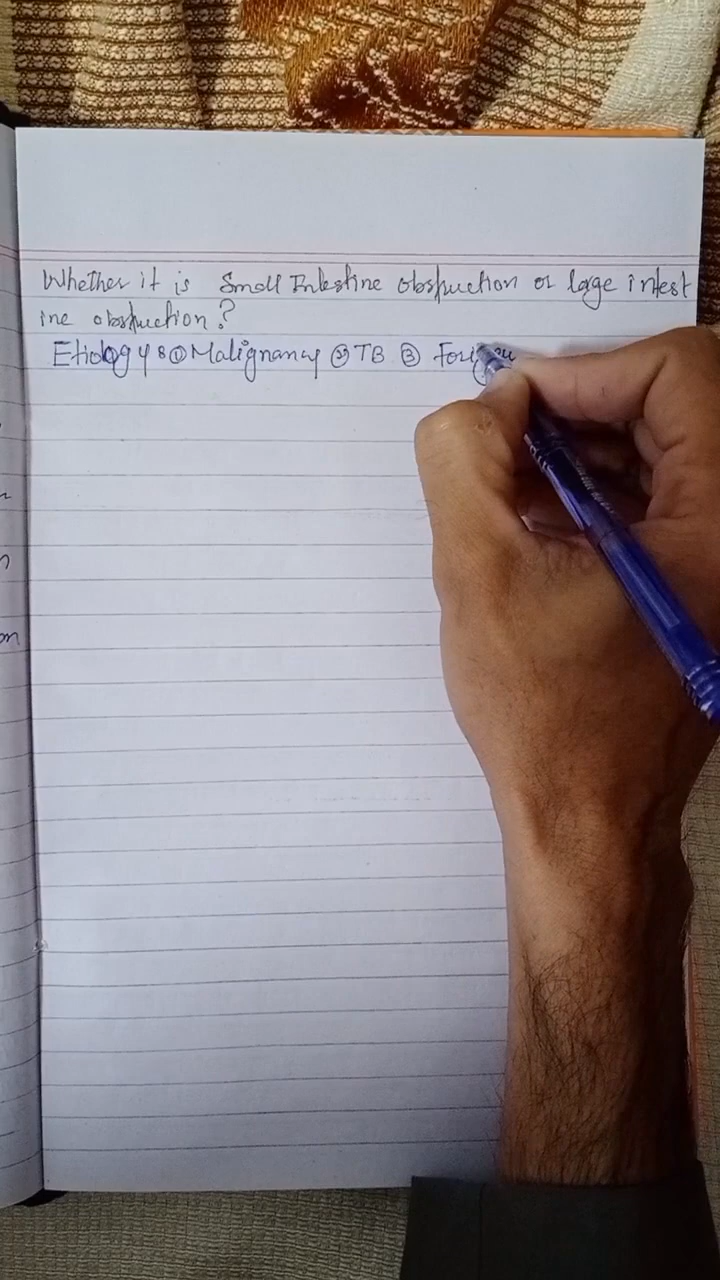 Whether it is Small Intestine obstruction or large intest
ine obstruction?
Etiology : ① Malignancy ② TB ③